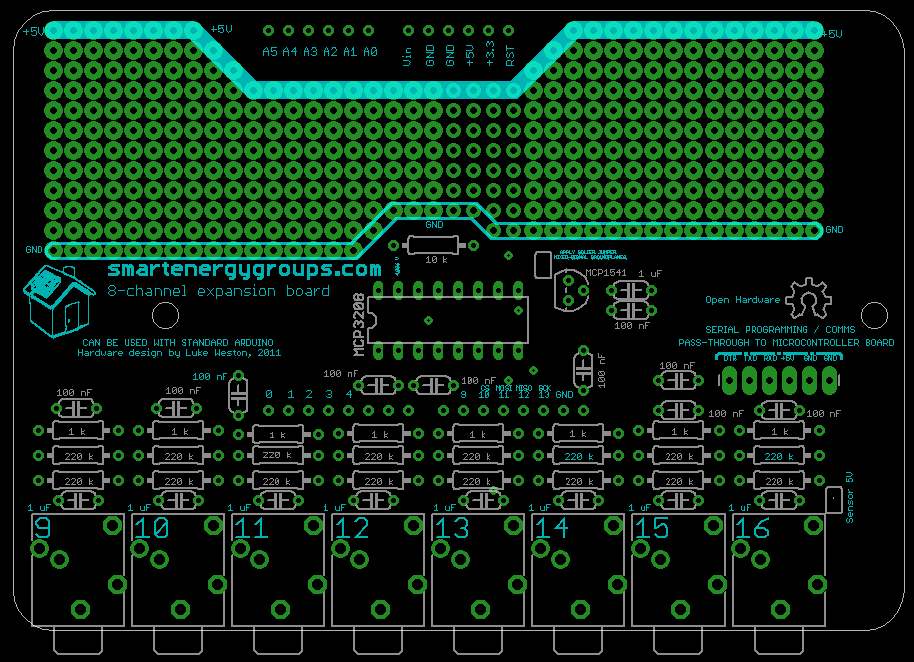 +5V
+5V
+5V
A5 A4 A3 A2 A1 A0
Vin GND GND +5V +3.3 RST
GND
GND
GND
10 k
APPLY SOLDER JUMPER
MIXED-SIGNAL GROUNDPLANES
smartenergygroups.com
8-channel expansion board
MCP1541 1 uF
100 nF
MCP3208
Open Hardware
SERIAL PROGRAMMING / COMMS
PASS-THROUGH TO MICROCONTROLLER BOARD
DTR TXD RXD +5V GND GND
CAN BE USED WITH STANDARD ARDUINO
Hardware design by Luke Weston, 2011
100 nF
100 nF
100 nF
100 nF
100 nF
100 nF
100 nF
100 nF
100 nF
0 1 2 3 4
CS MOSI MISO SCK
9 10 11 12 13 GND
1 k 1 k 1 k 1 k 1 k 1 k 1 k 1 k
220 k 220 k 220 k 220 k 220 k 220 k 220 k 220 k
220 k 220 k 220 k 220 k 220 k 220 k 220 k 220 k
1 uF 1 uF 1 uF 1 uF 1 uF 1 uF 1 uF 1 uF
Sensor 5V
9 10 11 12 13 14 15 16